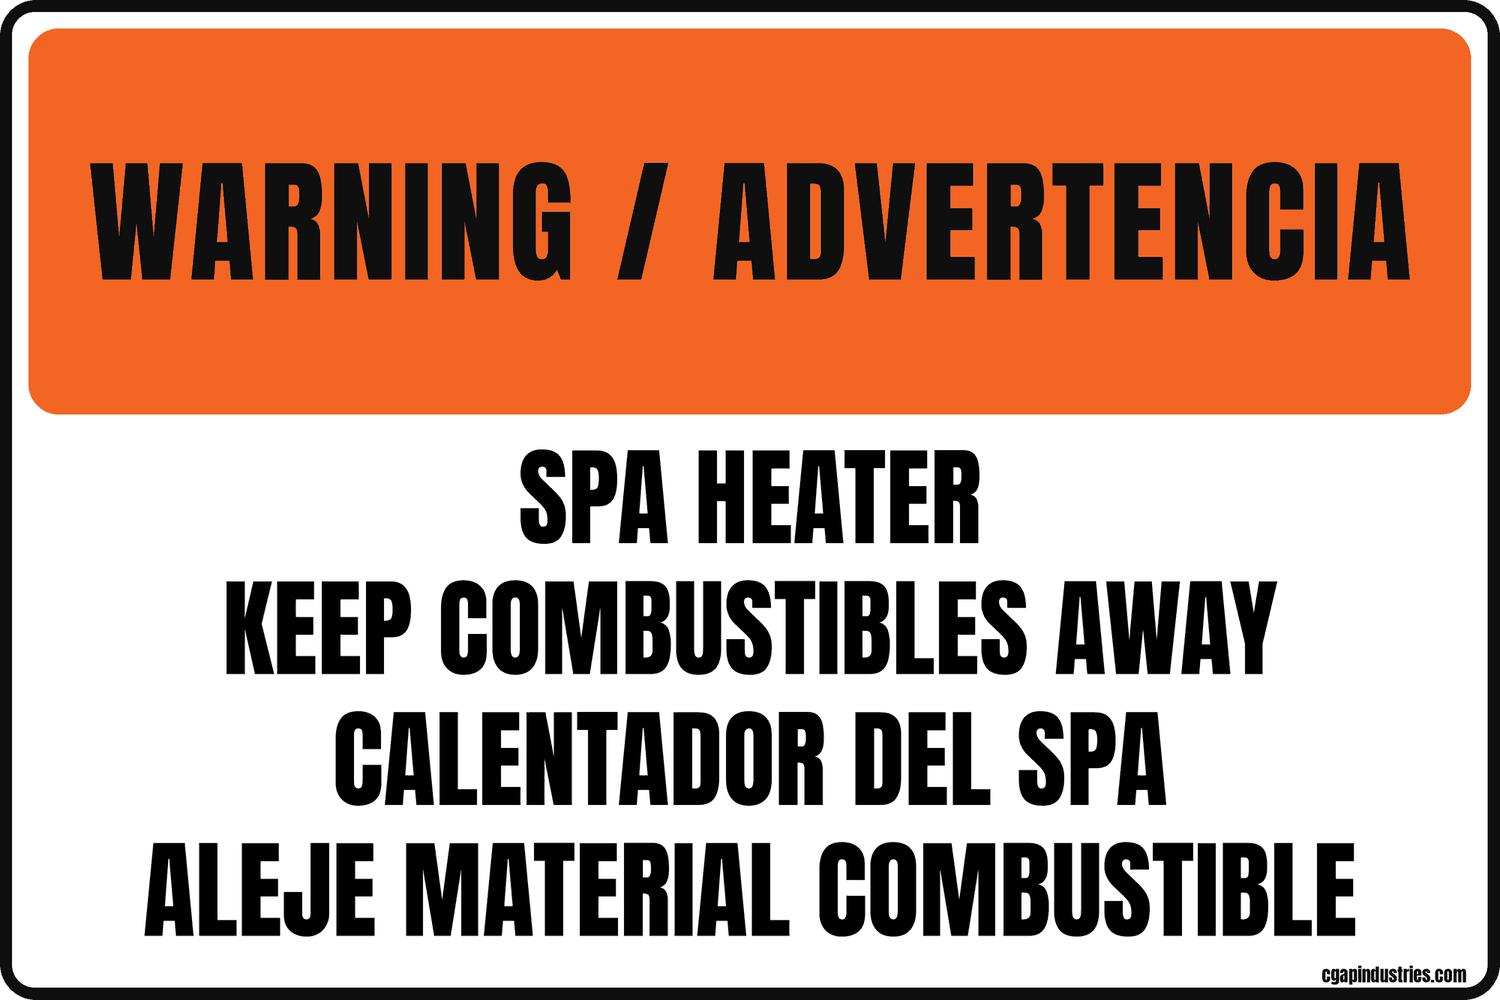 WARNING / ADVERTENCIA
SPA HEATER
KEEP COMBUSTIBLES AWAY
CALENTADOR DEL SPA
ALEJE MATERIAL COMBUSTIBLE
cgapindustries.com